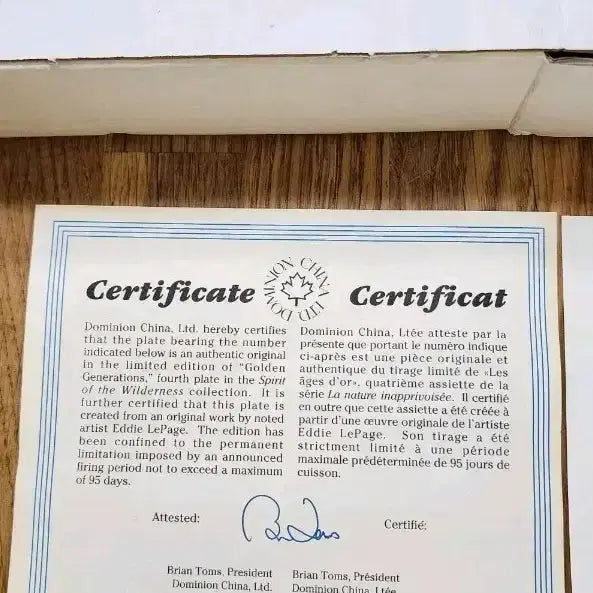 Certificate
DOMINION CHINA LTD
Certificat
Dominion China, Ltd. hereby certifies
that the plate bearing the number
indicated below is an authentic original
in the limited edition of "Golden
Generations," fourth plate in the Spirit
of the Wilderness collection. It is
further certified that this plate is
created from an original work by noted
artist Eddie LePage. The edition has
been confined to the permanent
limitation imposed by an announced
firing period not to exceed a maximum
of 95 days.
Dominion China, Ltée atteste par la
présente que portant le numéro indique
ci-après est une pièce originale et
authentique du tirage limité de «Les
âges d'or», quatrième assiette de la
série La nature inapprivoisée. Il certifié
en outre que cette assiette a été créée à
partir d'une œuvre originale de l'artiste
Eddie LePage. Son tirage a été
strictement limité à une période
maximale prédéterminée de 95 jours de
cuisson.
Attested:
Certifié:
Brian Toms, President
Dominion China, Ltd.
Brian Toms, Président
Dominion China, Ltée